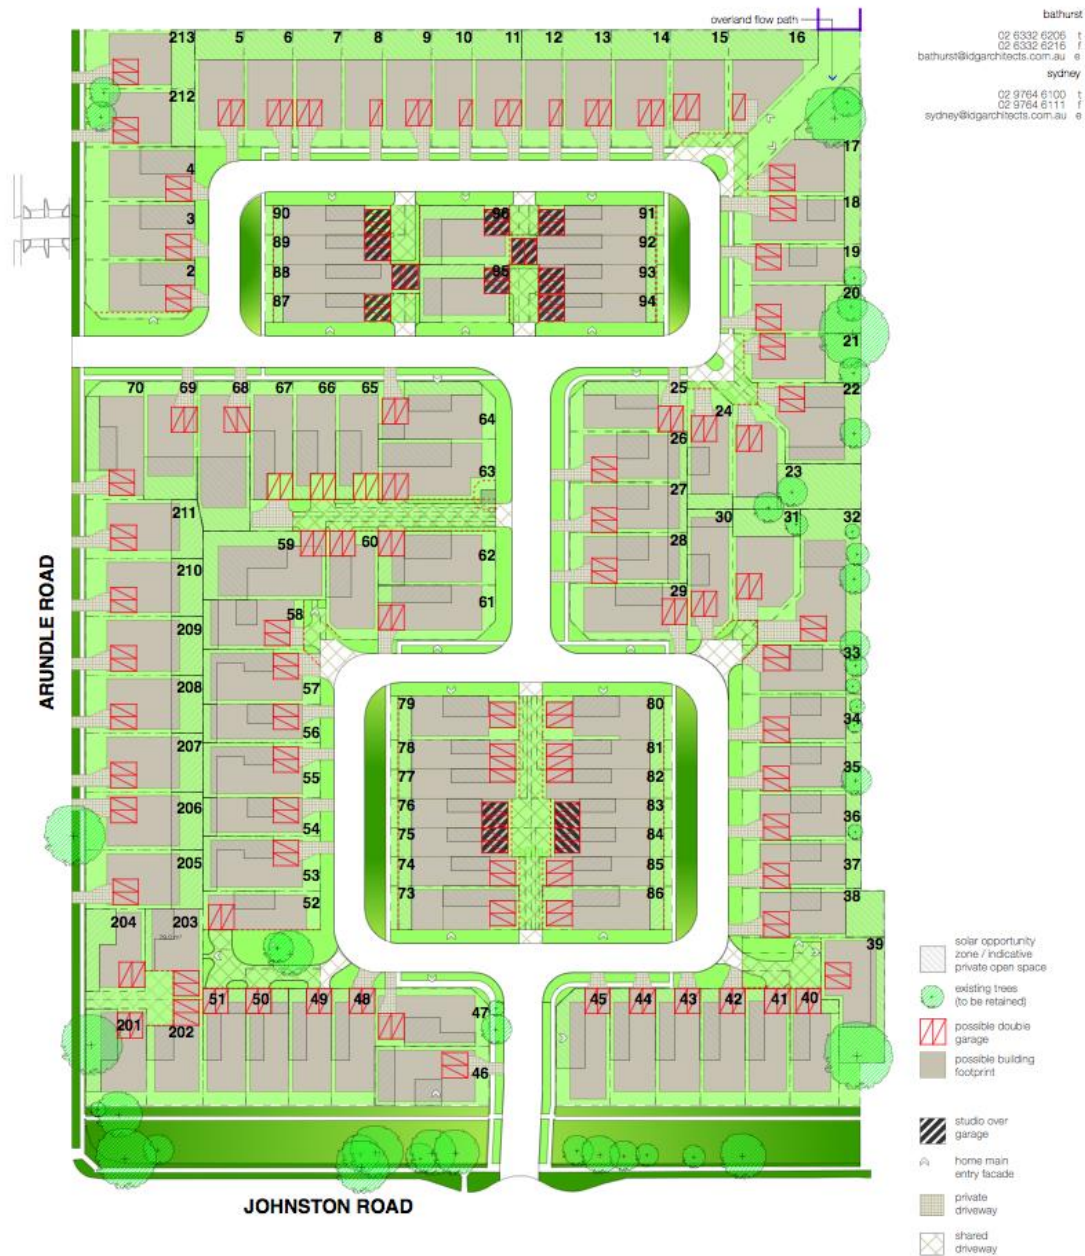 overland flow path
bathurst
02 6332 6206 t
02 6332 6216 f
bathurst@idgarchitects.com.au e
sydney
02 9764 6100 t
02 9764 6111 f
sydney@idgarchitects.com.au e
213 5 6 7 8 9 10 11 12 13 14 15 16
212
17
4
18
3
90 96 91
89 92
19
2
88 95 93
20
87 94
21
70 69 68 67 66 65
25
22
64
24
26
63
23
27
211
30 31 32
59 60
28
62
210
29
61
58
209
33
57
208
79 80
34
56
207
78 81
35
55
77 82
206
76 83
36
54
75 84
205
37
53
74 85
38
52
73 86
204 203
39
51 50 49 48
47
45 44 43 42 41 40
201 202
46
ARUNDLE ROAD
JOHNSTON ROAD
solar opportunity
zone / indicative
private open space
existing trees
(to be retained)
possible double
garage
possible building
footprint
studio over
garage
home main
entry facade
private
driveway
shared
driveway